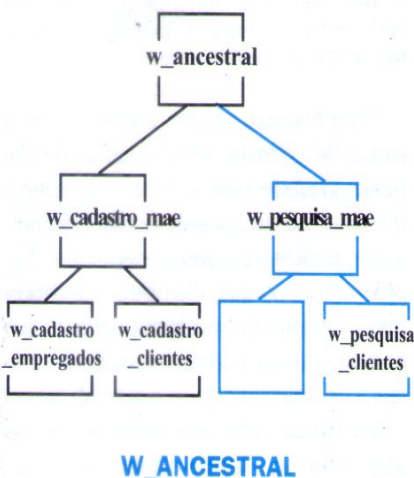 w_ancestral
w_cadastro_mae
w_pesquisa_mae
w_cadastro
_empregados
w_cadastro
_clientes
w_pesquisa
_clientes
W_ANCESTRAL